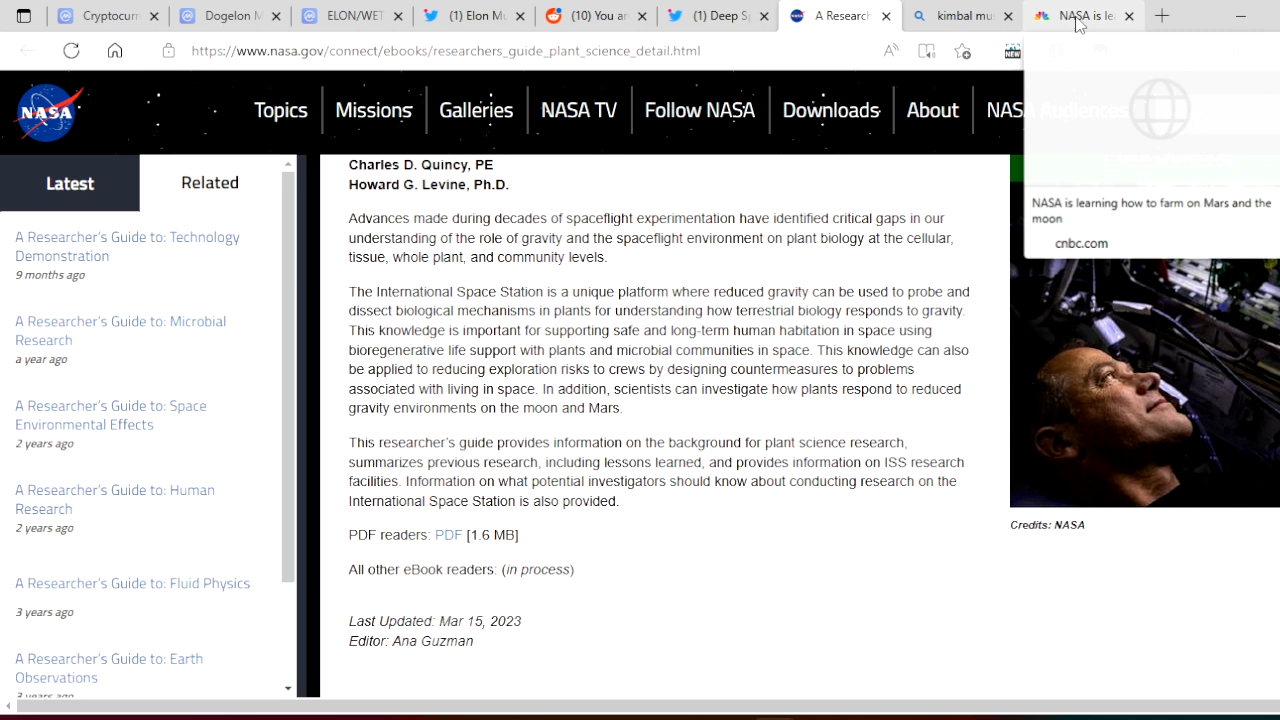 Cryptocurr
Dogelon M
ELON/WET
(1) Elon Mu
(10) You an
(1) Deep Sp
A Research
kimbal mus
NASA is lea
https://www.nasa.gov/connect/ebooks/researchers_guide_plant_science_detail.html
NEW
NASA
Topics
Missions
Galleries
NASA TV
Follow NASA
Downloads
About
NASA Audiences
NASA is learning how to farm on Mars and the
moon
cnbc.com
Latest
Related
A Researcher's Guide to: Technology
Demonstration
9 months ago
A Researcher's Guide to: Microbial
Research
a year ago
A Researcher's Guide to: Space
Environmental Effects
2 years ago
A Researcher's Guide to: Human
Research
2 years ago
A Researcher's Guide to: Fluid Physics
3 years ago
A Researcher's Guide to: Earth
Observations
3 years ago
Charles D. Quincy, PE
Howard G. Levine, Ph.D.
Advances made during decades of spaceflight experimentation have identified critical gaps in our
understanding of the role of gravity and the spaceflight environment on plant biology at the cellular,
tissue, whole plant, and community levels.
The International Space Station is a unique platform where reduced gravity can be used to probe and
dissect biological mechanisms in plants for understanding how terrestrial biology responds to gravity.
This knowledge is important for supporting safe and long-term human habitation in space using
bioregenerative life support with plants and microbial communities in space. This knowledge can also
be applied to reducing exploration risks to crews by designing countermeasures to problems
associated with living in space. In addition, scientists can investigate how plants respond to reduced
gravity environments on the moon and Mars.
This researcher's guide provides information on the background for plant science research,
summarizes previous research, including lessons learned, and provides information on ISS research
facilities. Information on what potential investigators should know about conducting research on the
International Space Station is also provided.
PDF readers: PDF [1.6 MB]
All other eBook readers: (in process)
Last Updated: Mar 15, 2023
Editor: Ana Guzman
Credits: NASA